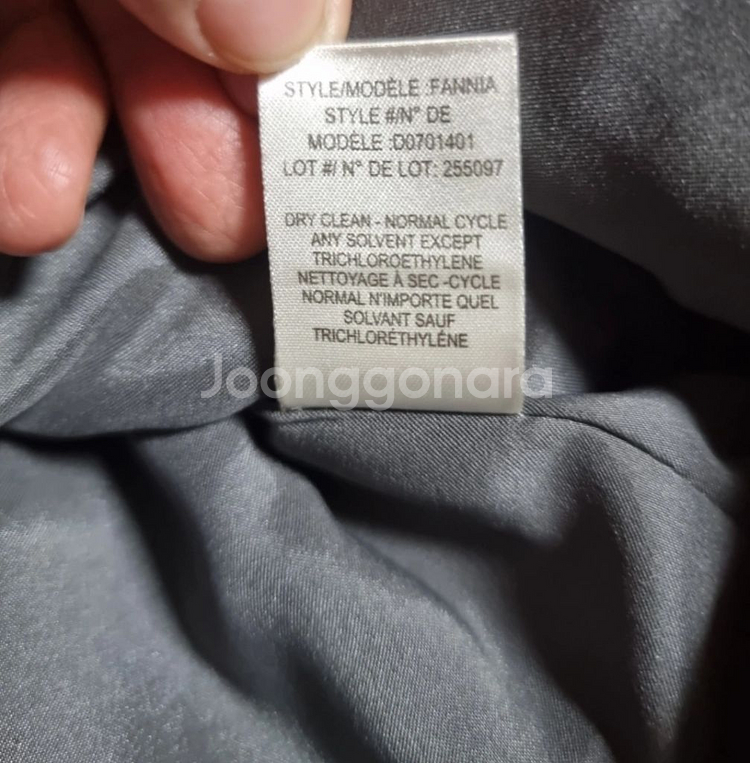 STYLE/MODÈLE :FANNIA
STYLE #/N° DE
MODÈLE :D0701401
LOT #/ N° DE LOT: 255097
DRY CLEAN - NORMAL CYCLE
ANY SOLVENT EXCEPT
TRICHLOROETHYLENE
NETTOYAGE À SEC -CYCLE
NORMAL N'IMPORTE QUEL
SOLVANT SAUF
TRICHLORÉTHYLÉNE
Joonggonara